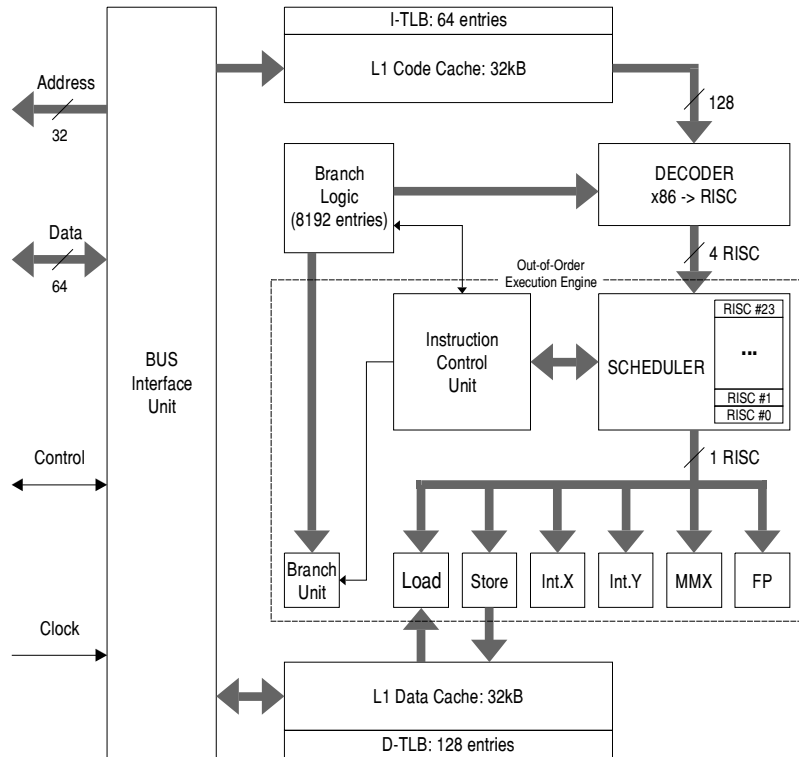 I-TLB: 64 entries
L1 Code Cache: 32kB
Address
32
128
Branch
Logic
(8192 entries)
DECODER
x86 -> RISC
Data
64
4 RISC
Out-of-Order
Execution Engine
BUS
Interface
Unit
Instruction
Control
Unit
SCHEDULER
RISC #23
...
RISC #1
RISC #0
Control
1 RISC
Branch
Unit
Load
Store
Int.X
Int.Y
MMX
FP
Clock
L1 Data Cache: 32kB
D-TLB: 128 entries